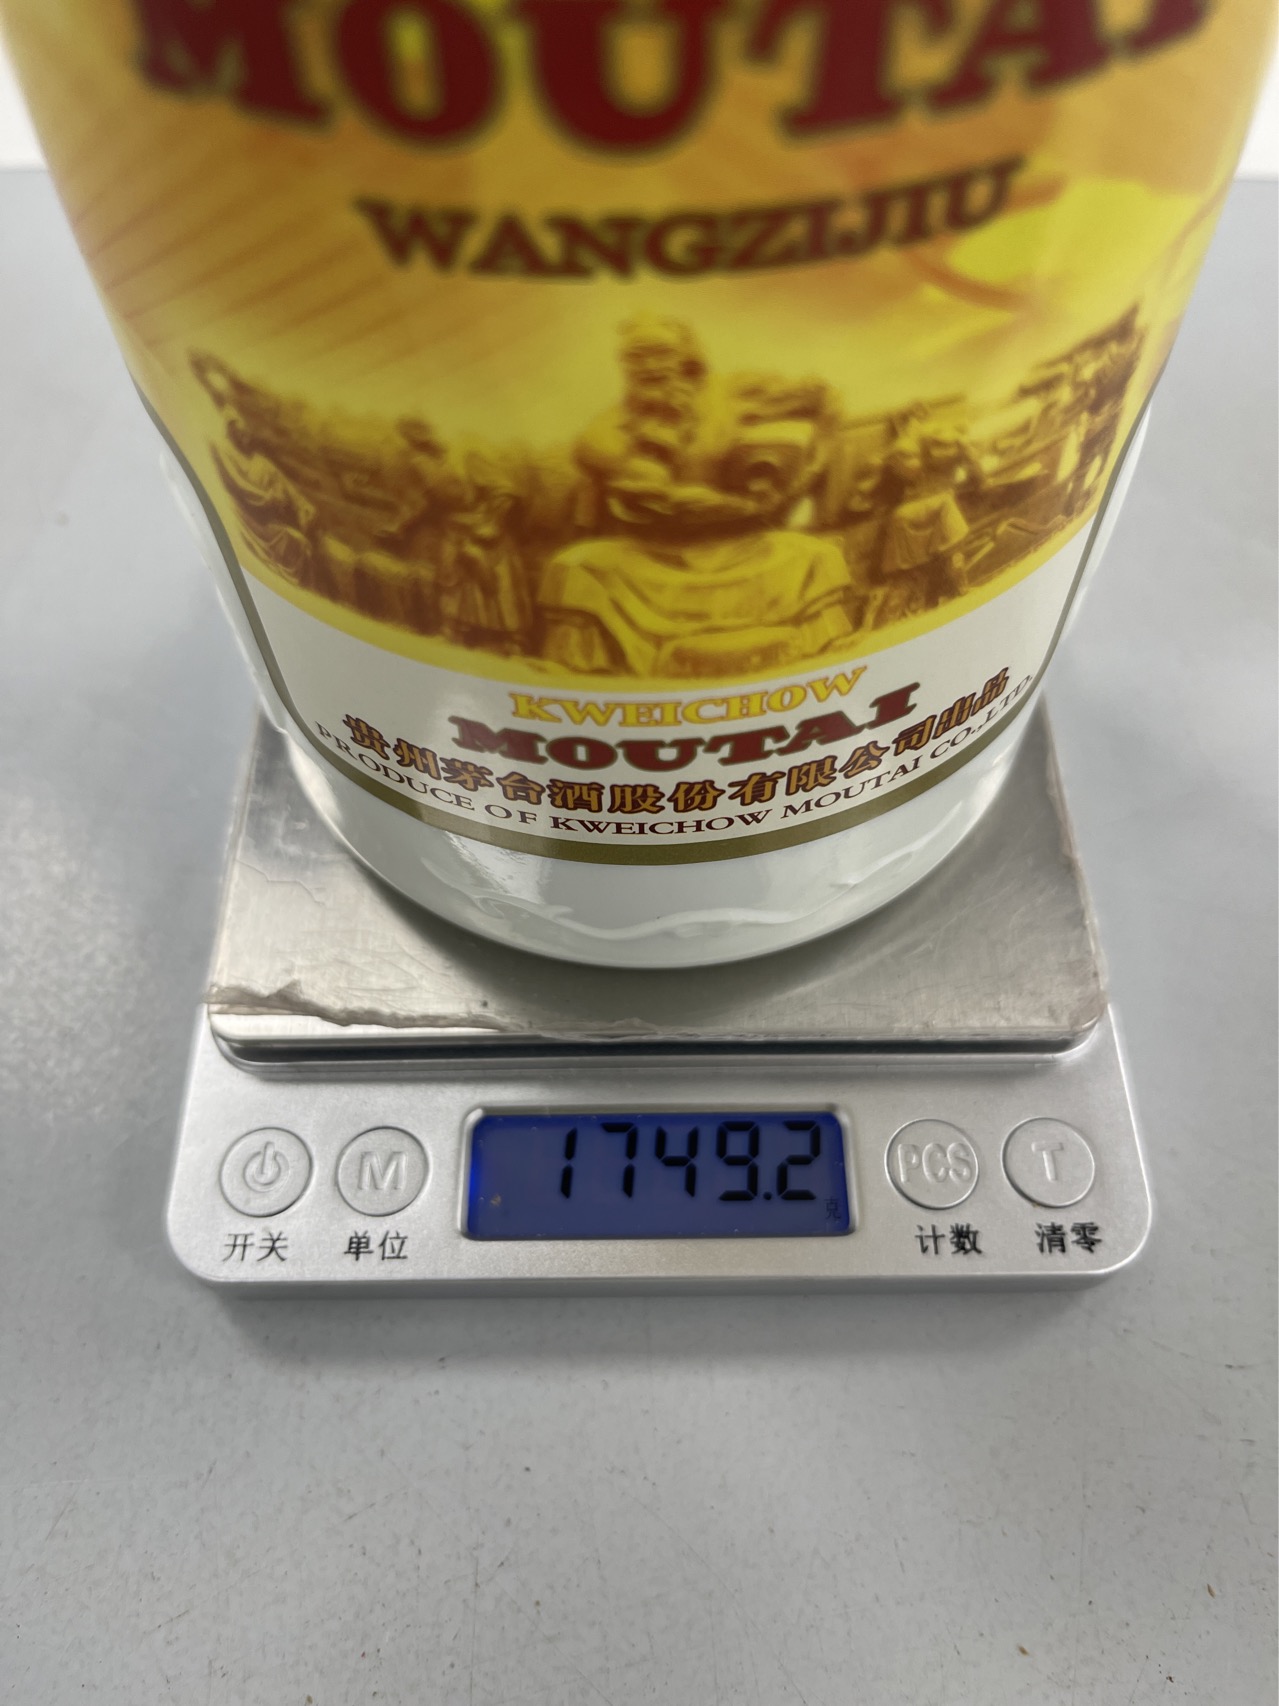 MOUTAI
WANGZIJIU
KWEICHOW
MOUTAI
贵州茅台酒股份有限公司出品
PRODUCE OF KWEICHOW MOUTAI CO.,LTD.
1749.2
克
M
PCS
T
开关
单位
计数
清零